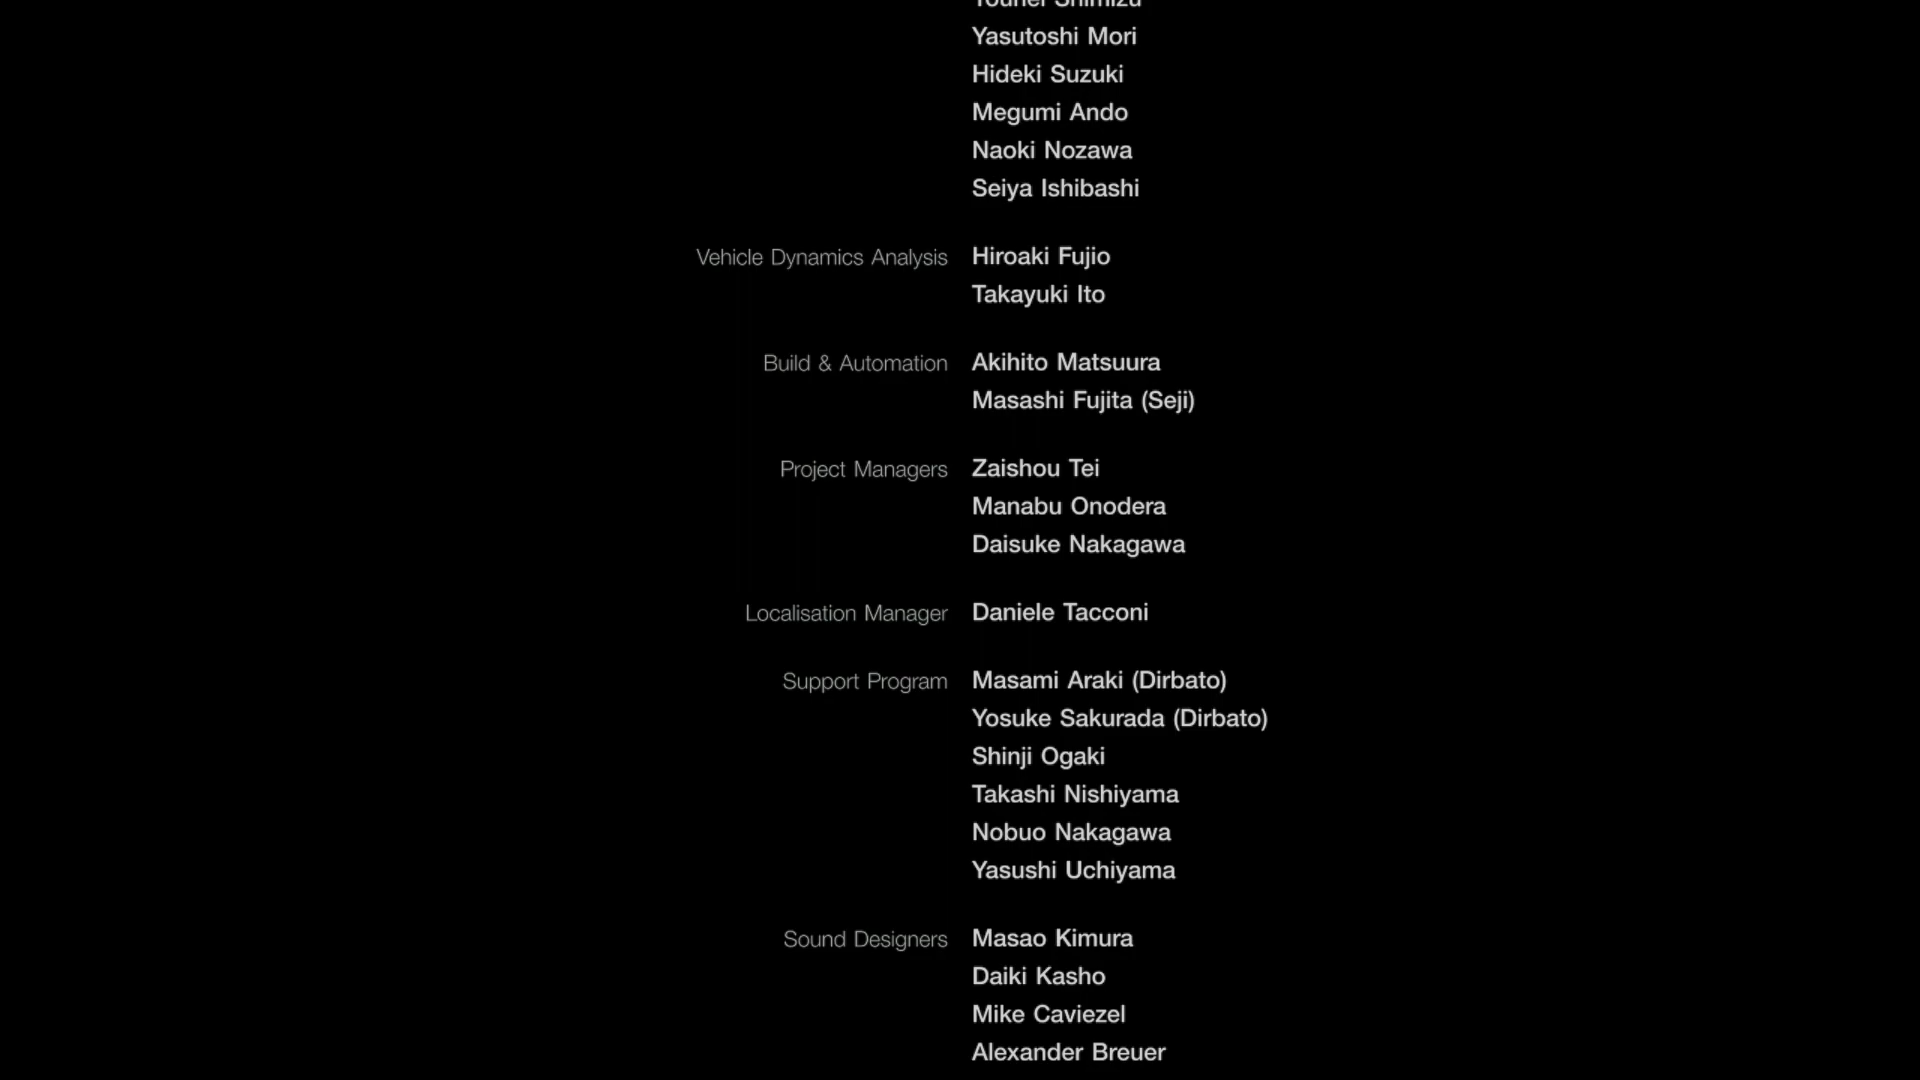 Yasutoshi Mori
Hideki Suzuki
Megumi Ando
Naoki Nozawa
Seiya Ishibashi
Vehicle Dynamics Analysis Hiroaki Fujio
Takayuki Ito
Build & Automation Akihito Matsuura
Masashi Fujita (Seji)
Project Managers Zaishou Tei
Manabu Onodera
Daisuke Nakagawa
Localisation Manager Daniele Tacconi
Support Program Masami Araki (Dirbato)
Yosuke Sakurada (Dirbato)
Shinji Ogaki
Takashi Nishiyama
Nobuo Nakagawa
Yasushi Uchiyama
Sound Designers Masao Kimura
Daiki Kasho
Mike Caviezel
Alexander Breuer